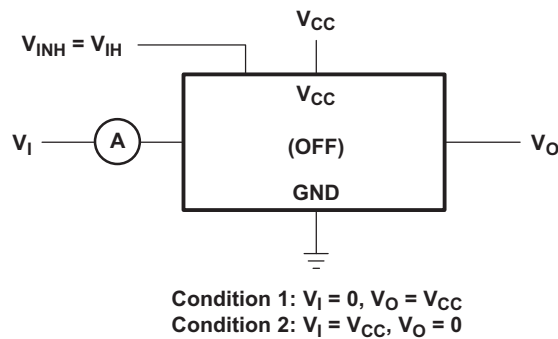 V_CC
V_INH = V_IH
V_CC
V_I
A
(OFF)
V_O
GND
Condition 1: V_I = 0, V_O = V_CC
Condition 2: V_I = V_CC, V_O = 0